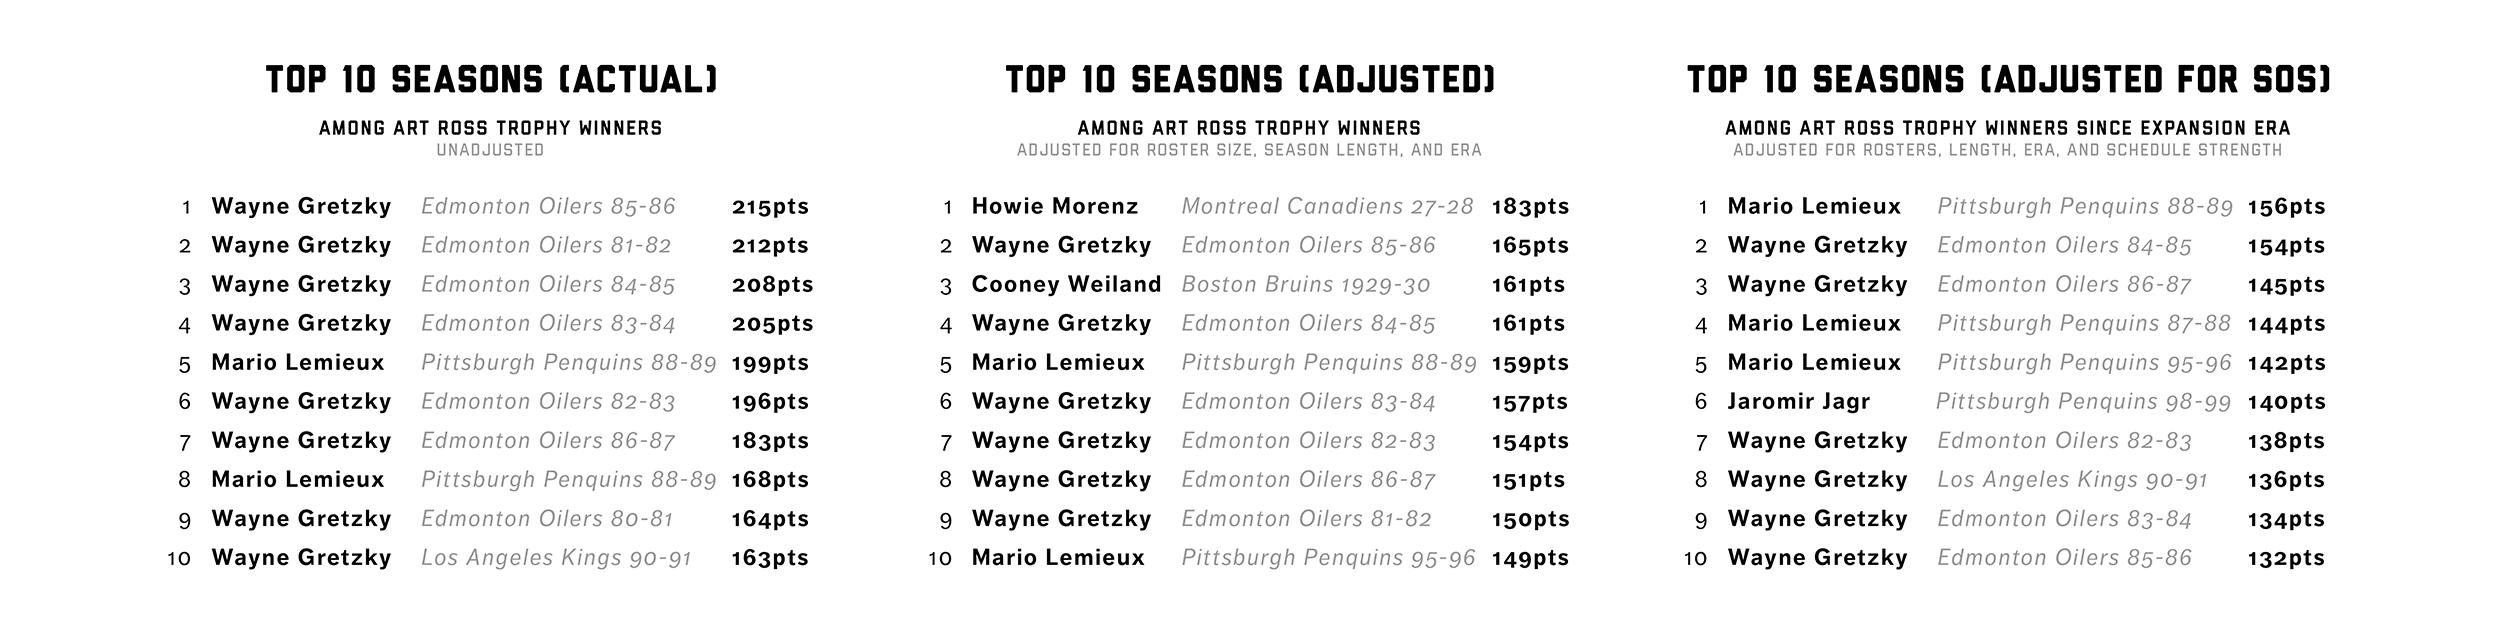 TOP 10 SEASONS (ACTUAL)
AMONG ART ROSS TROPHY WINNERS
UNADJUSTED
1 Wayne Gretzky Edmonton Oilers 85-86 215pts
2 Wayne Gretzky Edmonton Oilers 81-82 212pts
3 Wayne Gretzky Edmonton Oilers 84-85 208pts
4 Wayne Gretzky Edmonton Oilers 83-84 205pts
5 Mario Lemieux Pittsburgh Penquins 88-89 199pts
6 Wayne Gretzky Edmonton Oilers 82-83 196pts
7 Wayne Gretzky Edmonton Oilers 86-87 183pts
8 Mario Lemieux Pittsburgh Penquins 88-89 168pts
9 Wayne Gretzky Edmonton Oilers 80-81 164pts
10 Wayne Gretzky Los Angeles Kings 90-91 163pts
TOP 10 SEASONS (ADJUSTED)
AMONG ART ROSS TROPHY WINNERS
ADJUSTED FOR ROSTER SIZE, SEASON LENGTH, AND ERA
1 Howie Morenz Montreal Canadiens 27-28 183pts
2 Wayne Gretzky Edmonton Oilers 85-86 165pts
3 Cooney Weiland Boston Bruins 1929-30 161pts
4 Wayne Gretzky Edmonton Oilers 84-85 161pts
5 Mario Lemieux Pittsburgh Penquins 88-89 159pts
6 Wayne Gretzky Edmonton Oilers 83-84 157pts
7 Wayne Gretzky Edmonton Oilers 82-83 154pts
8 Wayne Gretzky Edmonton Oilers 86-87 151pts
9 Wayne Gretzky Edmonton Oilers 81-82 150pts
10 Mario Lemieux Pittsburgh Penquins 95-96 149pts
TOP 10 SEASONS (ADJUSTED FOR SOS)
AMONG ART ROSS TROPHY WINNERS SINCE EXPANSION ERA
ADJUSTED FOR ROSTERS, LENGTH, ERA, AND SCHEDULE STRENGTH
1 Mario Lemieux Pittsburgh Penquins 88-89 156pts
2 Wayne Gretzky Edmonton Oilers 84-85 154pts
3 Wayne Gretzky Edmonton Oilers 86-87 145pts
4 Mario Lemieux Pittsburgh Penquins 87-88 144pts
5 Mario Lemieux Pittsburgh Penquins 95-96 142pts
6 Jaromir Jagr Pittsburgh Penquins 98-99 140pts
7 Wayne Gretzky Edmonton Oilers 82-83 138pts
8 Wayne Gretzky Los Angeles Kings 90-91 136pts
9 Wayne Gretzky Edmonton Oilers 83-84 134pts
10 Wayne Gretzky Edmonton Oilers 85-86 132pts